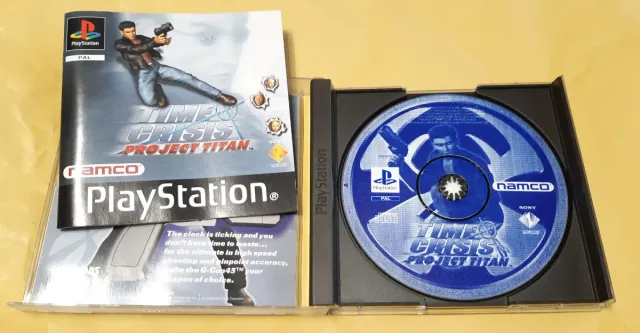 PlayStation
PAL
TIME
CRISIS
PROJECT TITAN
namco
PlayStation®
The clock is ticking and you
don't have time to waste...
for the ultimate in high speed
shooting and pinpoint accuracy,
make the G-Con45™ your
weapon of choice.
PlayStation
PAL
namco
SONY
TIME
CRISIS
PROJECT TITAN